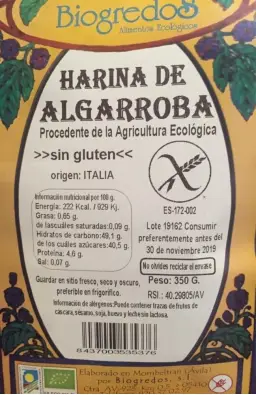 BiogredoS
Alimentos Ecológicos
HARINA DE
ALGARROBA
Procedente de la Agricultura Ecológica
>>sin gluten<<
origen: ITALIA
ES-172-002
Información nutricional por 100 g.
Energía: 222 Kcal. / 929 Kj.
Grasa: 0,65 g.
de las cuáles saturadas:0,09 g.
Hidratos de carbono:49,1 g.
de los cuáles azúcares:40,5 g.
Proteína: 4,6 g.
Sal: 0,07 g.
Lote 19162 Consumir
preferentemente antes del
30 de noviembre 2019
No olvides reciclar el envase
Peso: 350 G.
RSI.: 40.29805/AV
Guardar en sitio fresco, seco y oscuro,
preferible en frigorífico.
Información de alérgenos:Puede contener trazas de frutos de
cáscara, sésamo, soja, huevo y leche sin lactosa.
8437003535376
Elaborado en Mombeltrán (Ávila)
por Biogredos, s.l.